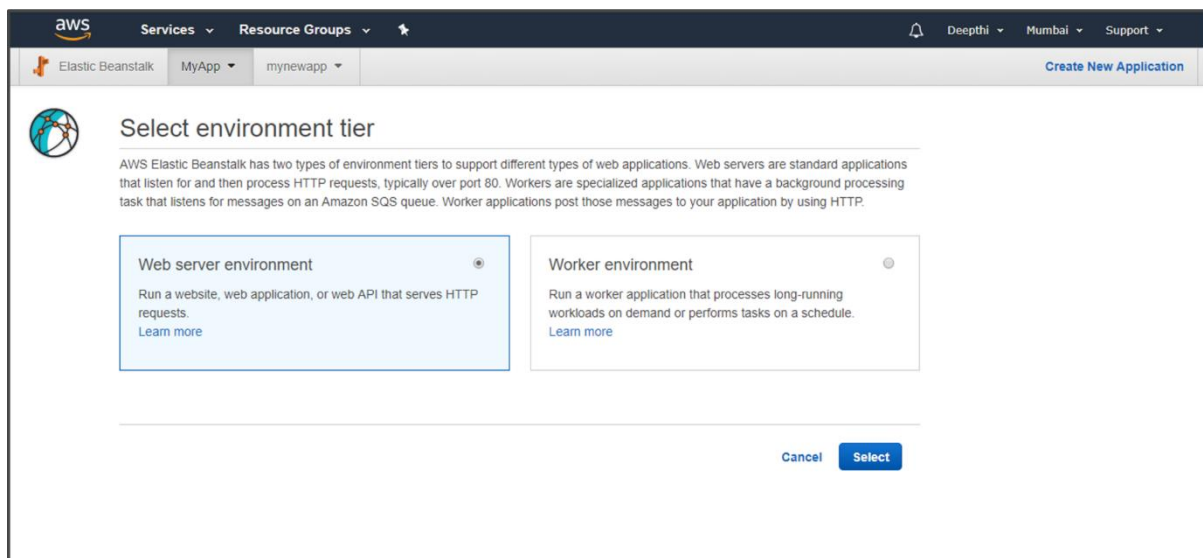 aws Services Resource Groups Deepthi Mumbai Support
Elastic Beanstalk MyApp mynewapp Create New Application
Select environment tier
AWS Elastic Beanstalk has two types of environment tiers to support different types of web applications. Web servers are standard applications
that listen for and then process HTTP requests, typically over port 80. Workers are specialized applications that have a background processing
task that listens for messages on an Amazon SQS queue. Worker applications post those messages to your application by using HTTP.
Web server environment
Run a website, web application, or web API that serves HTTP
requests.
Learn more
Worker environment
Run a worker application that processes long-running
workloads on demand or performs tasks on a schedule.
Learn more
Cancel Select